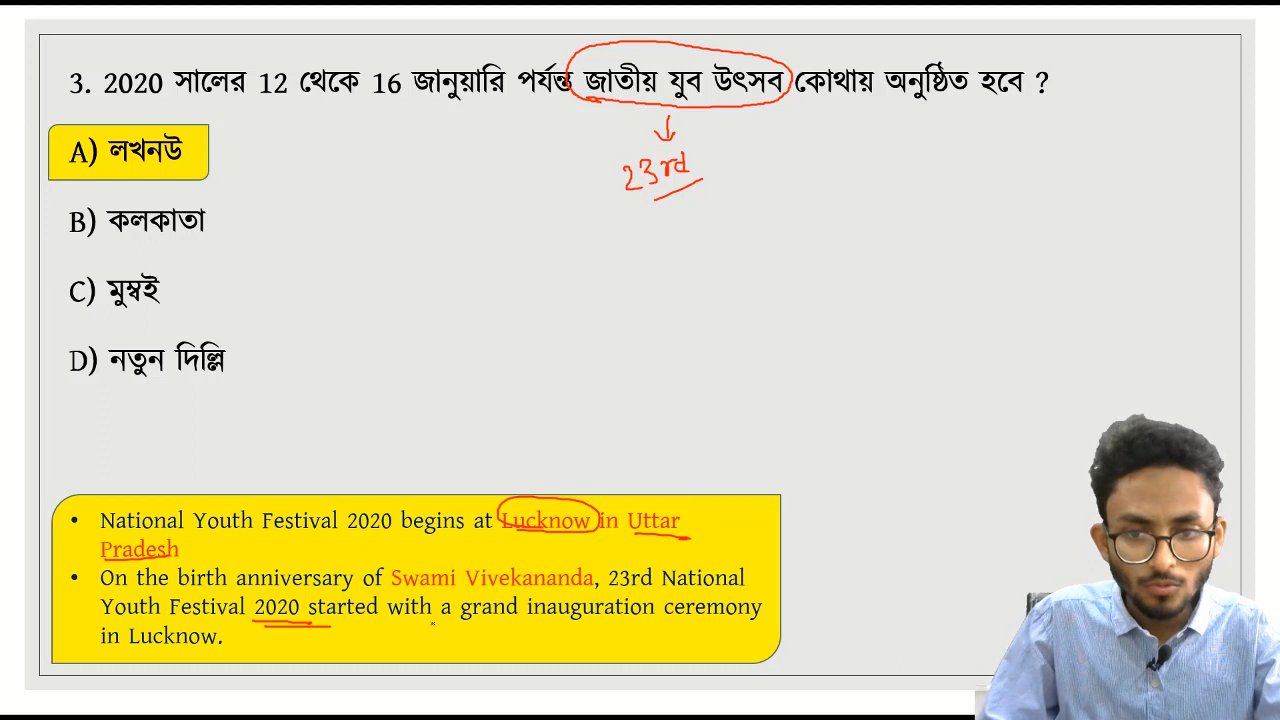 3. 2020 সালের 12 থেকে 16 জানুয়ারি পর্যন্ত জাতীয় যুব উৎসব কোথায় অনুষ্ঠিত হবে ?
23rd
A) লখনউ
B) কলকাতা
C) মুম্বই
D) নতুন দিল্লি
• National Youth Festival 2020 begins at Lucknow in Uttar
Pradesh
• On the birth anniversary of Swami Vivekananda, 23rd National
Youth Festival 2020 started with a grand inauguration ceremony
in Lucknow.